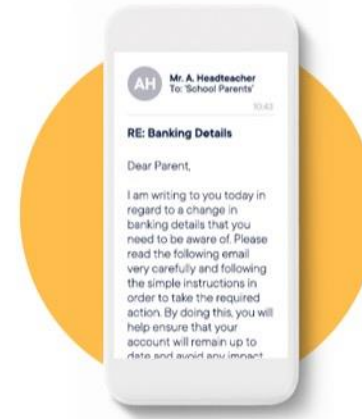 AH
Mr. A. Headteacher
To: 'School Parents'
10:43
RE: Banking Details
Dear Parent,
I am writing to you today in
regard to a change in
banking details that you
need to be aware of. Please
read the following email
very carefully and following
the simple instructions in
order to take the required
action. By doing this, you will
help ensure that your
account will remain up to
date and avoid any impact